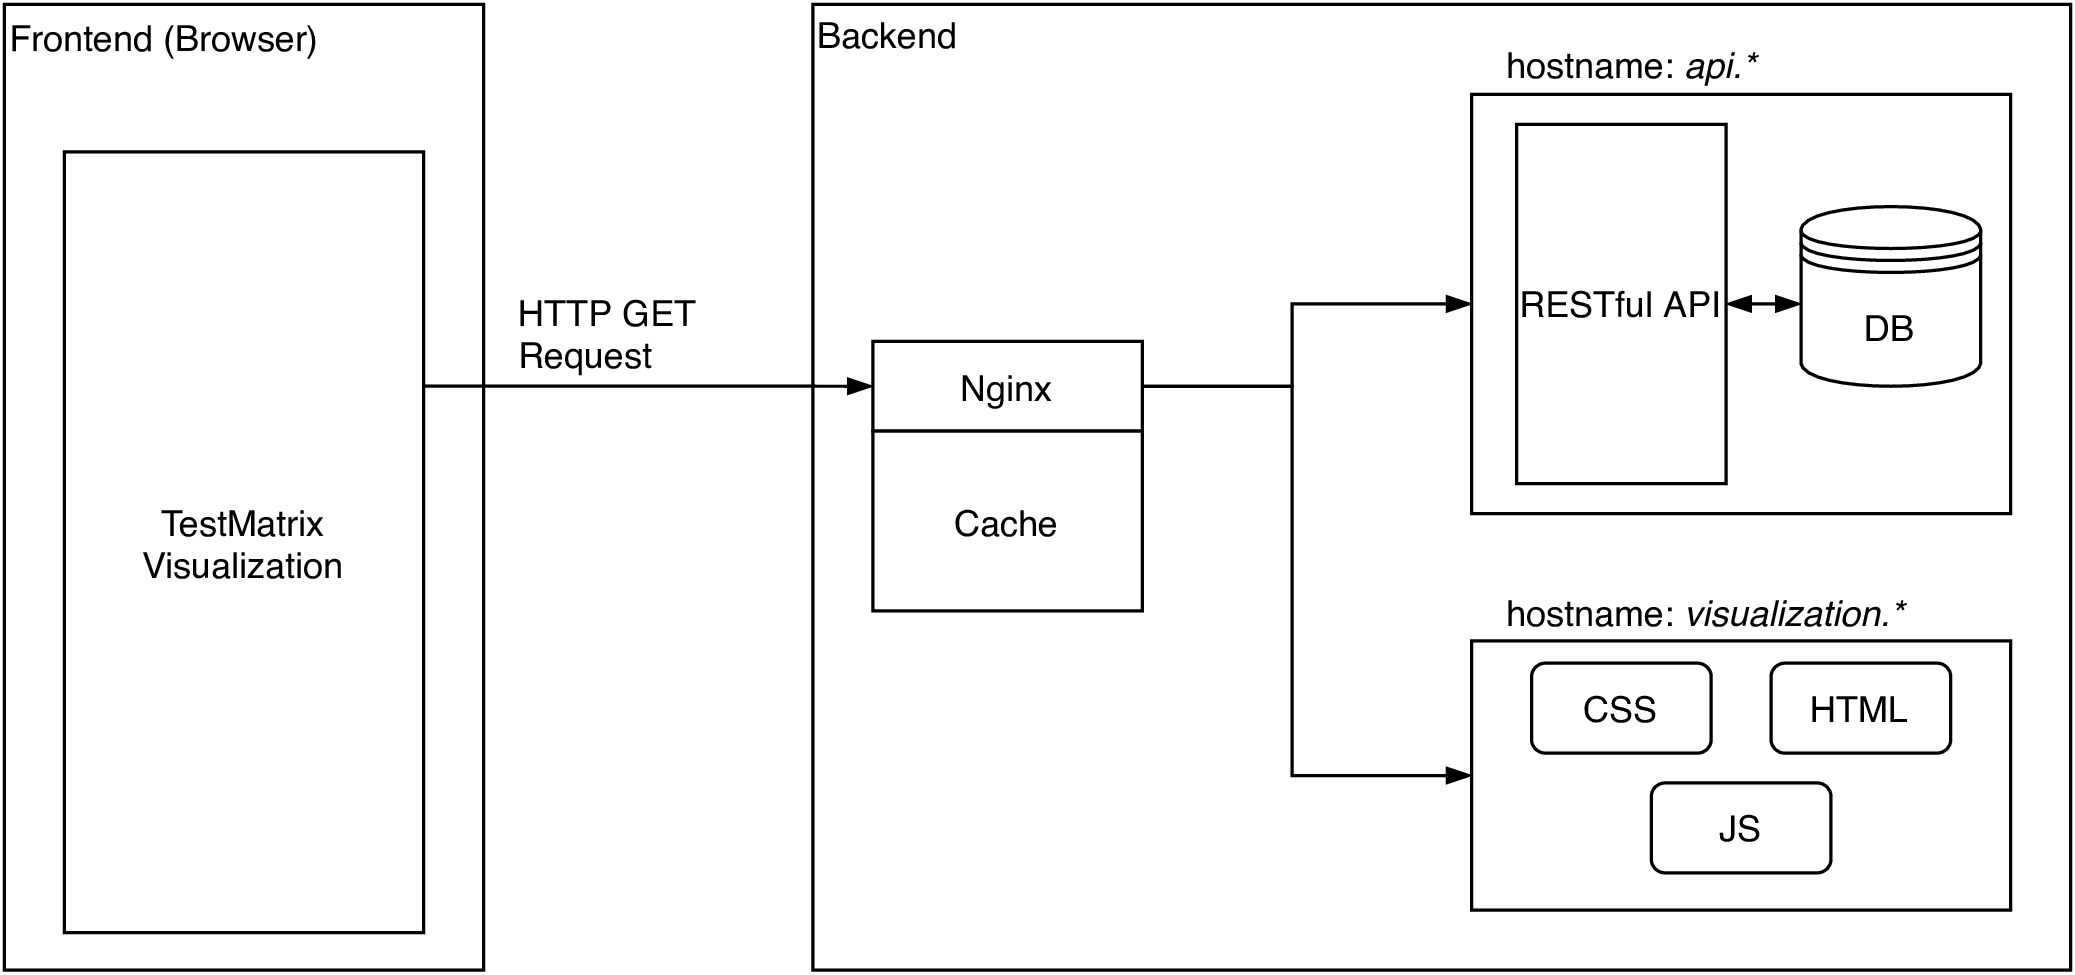 Frontend (Browser)
TestMatrix
Visualization
HTTP GET
Request
Backend
Nginx
Cache
hostname: api.*
RESTful API
DB
hostname: visualization.*
CSS
HTML
JS